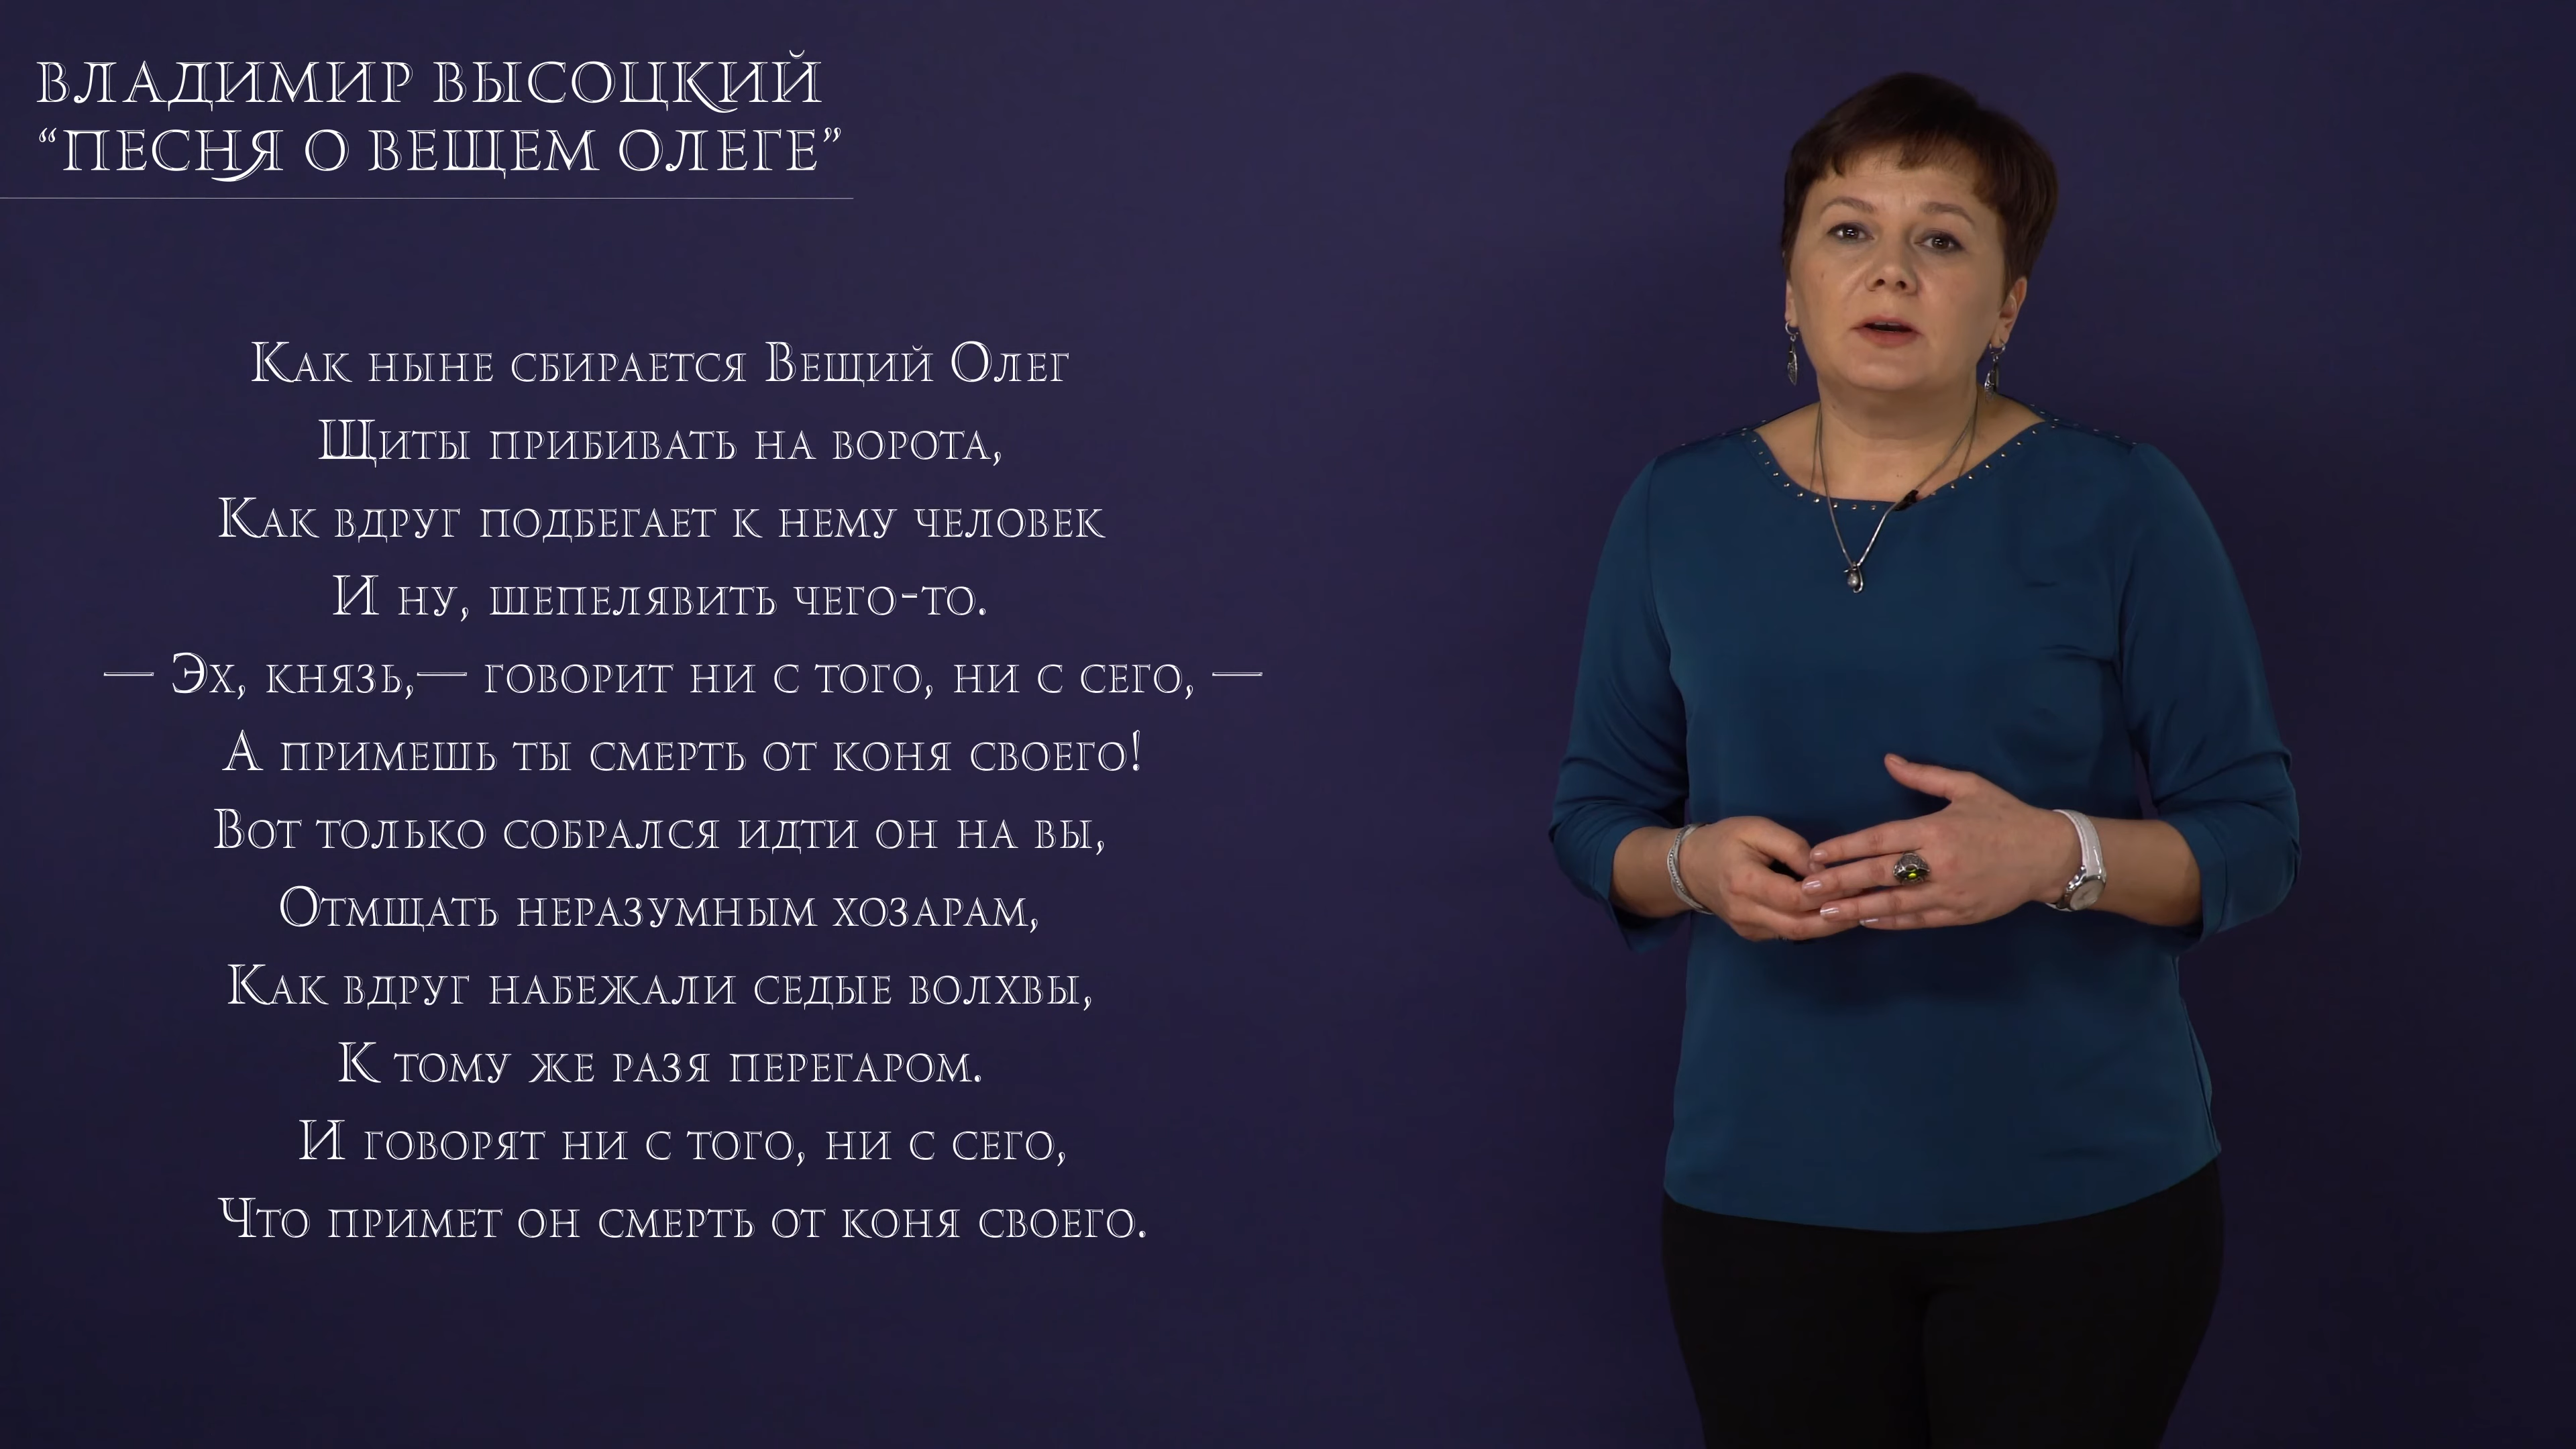 ВЛАДИМИР ВЫСОЦКИЙ
“ПЕСНЯ О ВЕЩЕМ ОЛЕГЕ”
Как ныне сбирается Вещий Олег
Щиты прибивать на ворота,
Как вдруг подбегает к нему человек
И ну, шепелявить чего-то.
— Эх, князь,— говорит ни с того, ни с сего, —
А примешь ты смерть от коня своего!
Вот только собрался идти он на вы,
Отмщать неразумным хозарам,
Как вдруг набежали седые волхвы,
К тому же разя перегаром.
И говорят ни с того, ни с сего,
Что примет он смерть от коня своего.